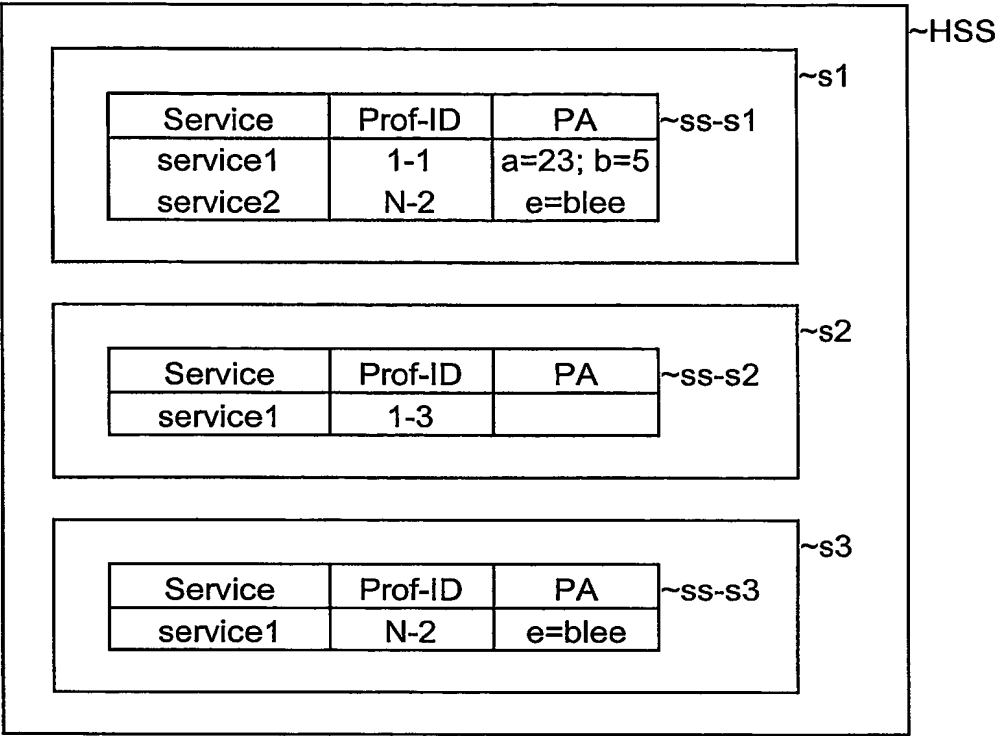 ~HSS
~s1
Service Prof-ID PA ~ss-s1
service1 1-1 a=23; b=5
service2 N-2 e=blee
~s2
Service Prof-ID PA ~ss-s2
service1 1-3
~s3
Service Prof-ID PA ~ss-s3
service1 N-2 e=blee